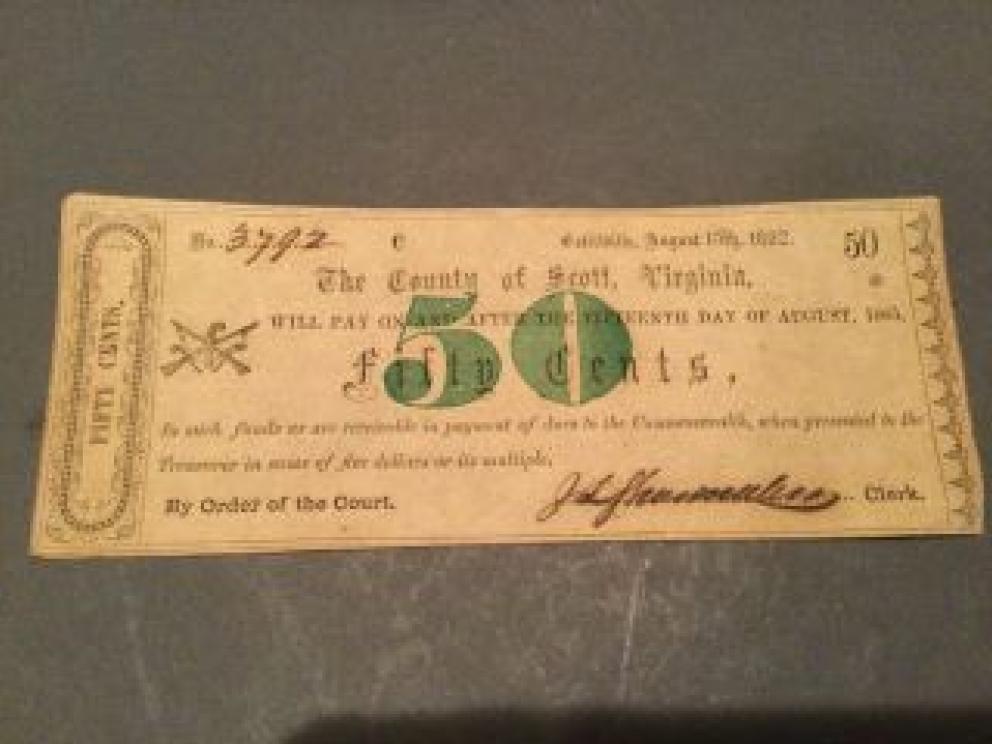 FIFTY CENTS.
No. 3792 C August 15th, 1862. 50
The County of Scott, Virginia,
WILL PAY ON AND AFTER THE FIFTEENTH DAY OF AUGUST,
50
Fifty Cents,
In such funds as are receivable in payment of dues to the Commonwealth, when presented to the
Treasurer in sums of five dollars or its multiple.
By Order of the Court. Clerk.